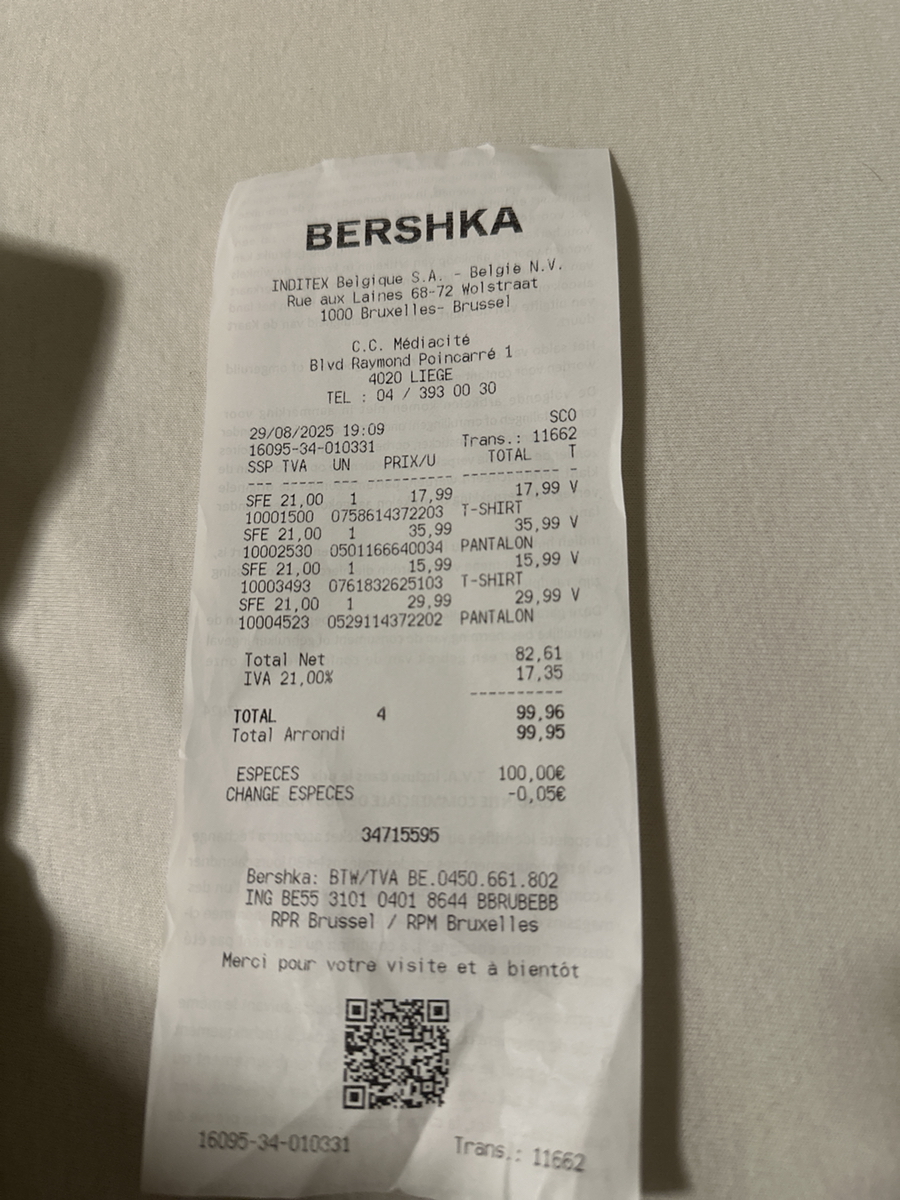 BERSHKA
INDITEX Belgique S.A. - Belgie N.V.
Rue aux Laines 68-72 Wolstraat
1000 Bruxelles- Brussel
C.C. Médiacité
Blvd Raymond Poincarré 1
4020 LIEGE
TEL : 04 / 393 00 30
SCO
29/08/2025 19:09
16095-34-010331 Trans.: 11662
SSP TVA UN PRIX/U TOTAL T
--- ----- --- ---------- ----------- -
SFE 21,00 1 17,99 17,99 V
10001500 0758614372203 T-SHIRT
SFE 21,00 1 35,99 35,99 V
10002530 0501166640034 PANTALON
SFE 21,00 1 15,99 15,99 V
10003493 0761832625103 T-SHIRT
SFE 21,00 1 29,99 29,99 V
10004523 0529114372202 PANTALON
Total Net 82,61
IVA 21,00% 17,35
----------
TOTAL 4 99,96
Total Arrondi 99,95
ESPECES 100,00€
CHANGE ESPECES -0,05€
34715595
Bershka: BTW/TVA BE.0450.661.802
ING BE55 3101 0401 8644 BBRUBEBB
RPR Brussel / RPM Bruxelles
Merci pour votre visite et à bientôt
16095-34-010331 Trans.: 11662